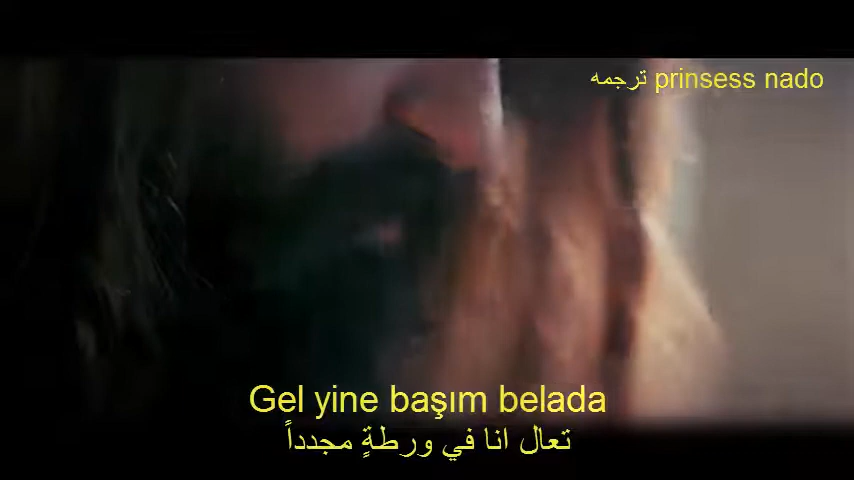 ترجمه prinsess nado
Gel yine başım belada
تعال انا في ورطةٍ مجدداً